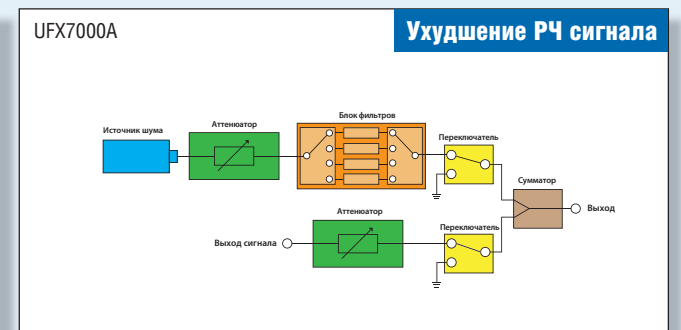 UFX7000A
Ухудшение РЧ сигнала
Блок фильтров
Аттенюатор
Источник шума
Переключатель
Сумматор
Выход
Аттенюатор
Переключатель
Выход сигнала